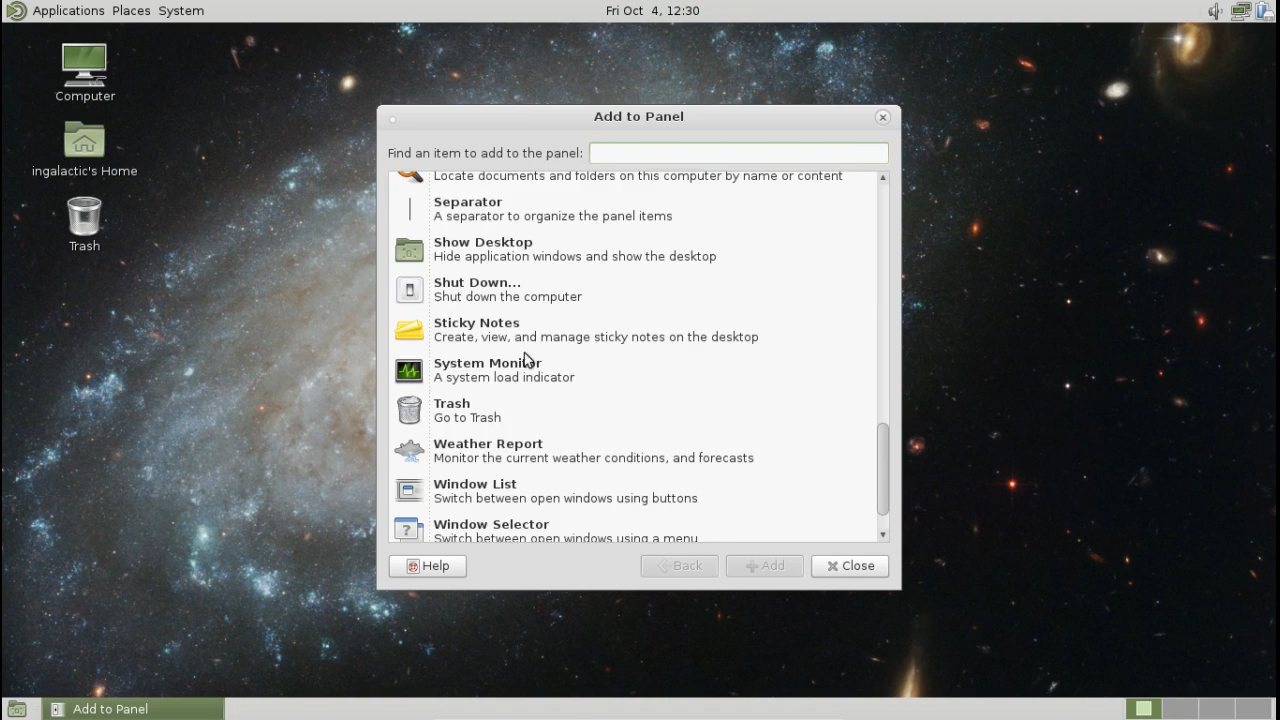 Applications Places System
Fri Oct 4, 12:30
Computer
ingalactic's Home
Trash
Add to Panel
Find an item to add to the panel:
Locate documents and folders on this computer by name or content
Separator
A separator to organize the panel items
Show Desktop
Hide application windows and show the desktop
Shut Down...
Shut down the computer
Sticky Notes
Create, view, and manage sticky notes on the desktop
System Monitor
A system load indicator
Trash
Go to Trash
Weather Report
Monitor the current weather conditions, and forecasts
Window List
Switch between open windows using buttons
Window Selector
Switch between open windows using a menu
Help
Back
Add
Close
Add to Panel